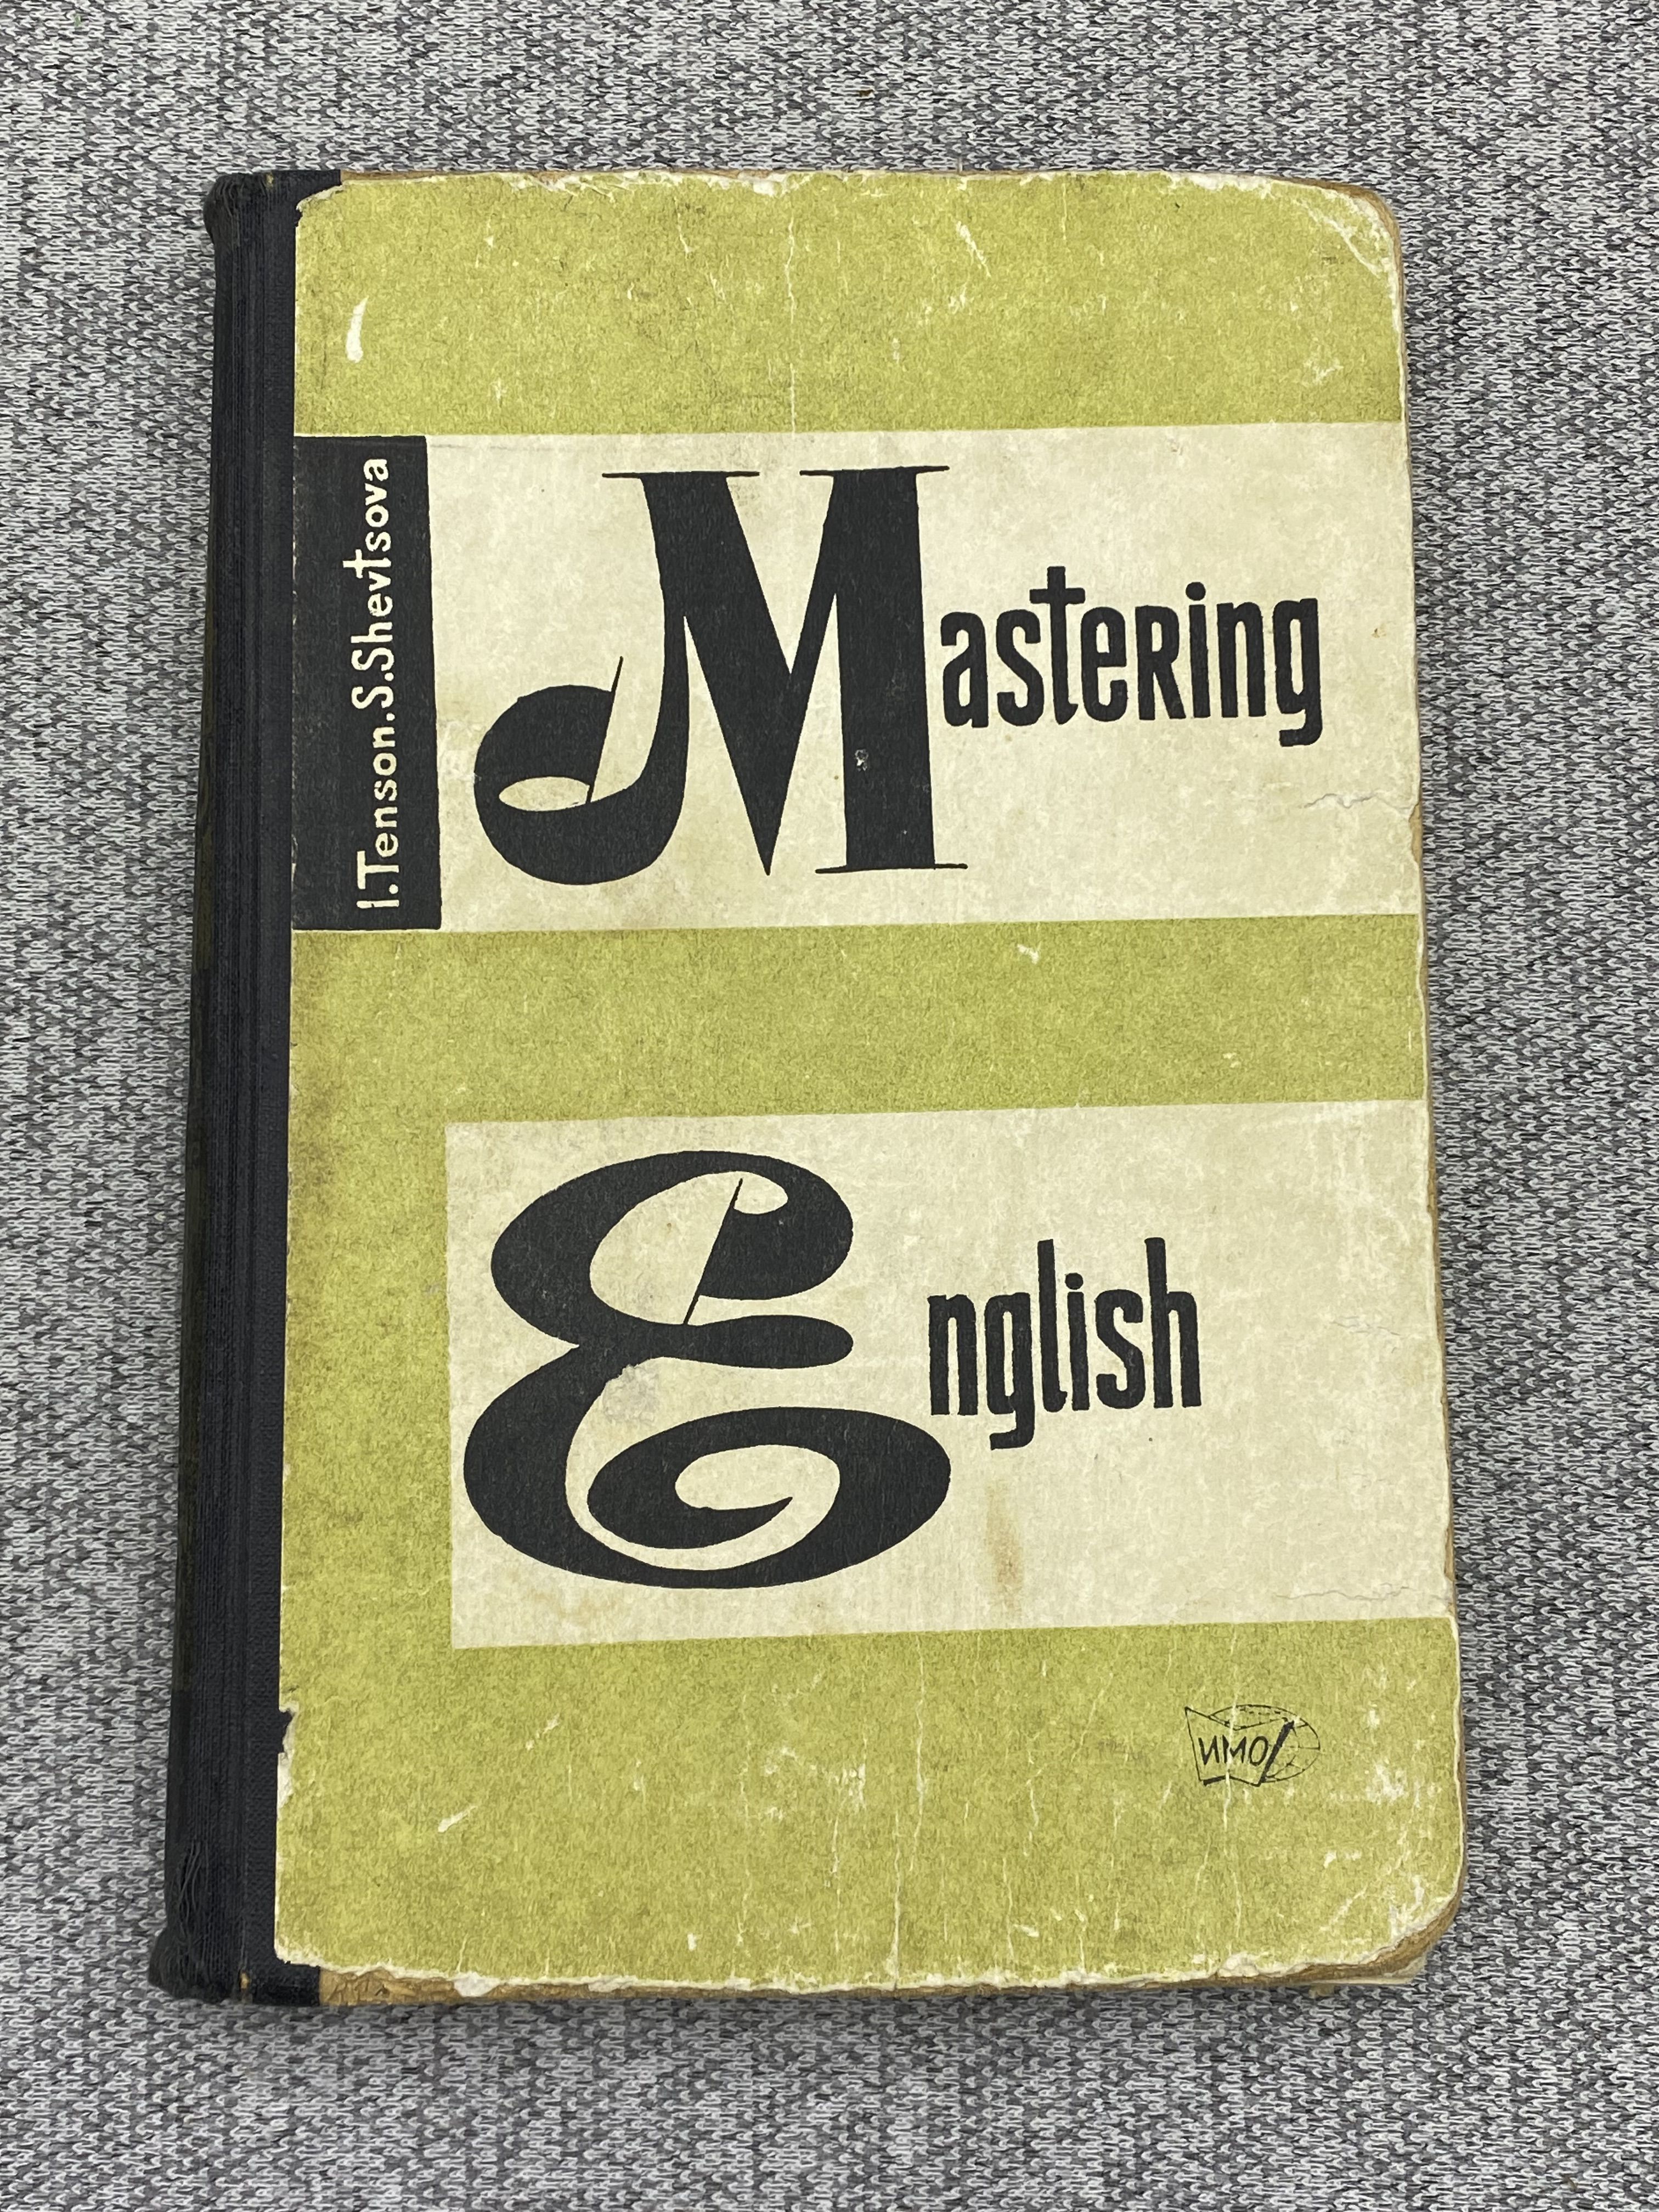 I.Tenson.S.Shevtsova
Mastering
English
ИМО